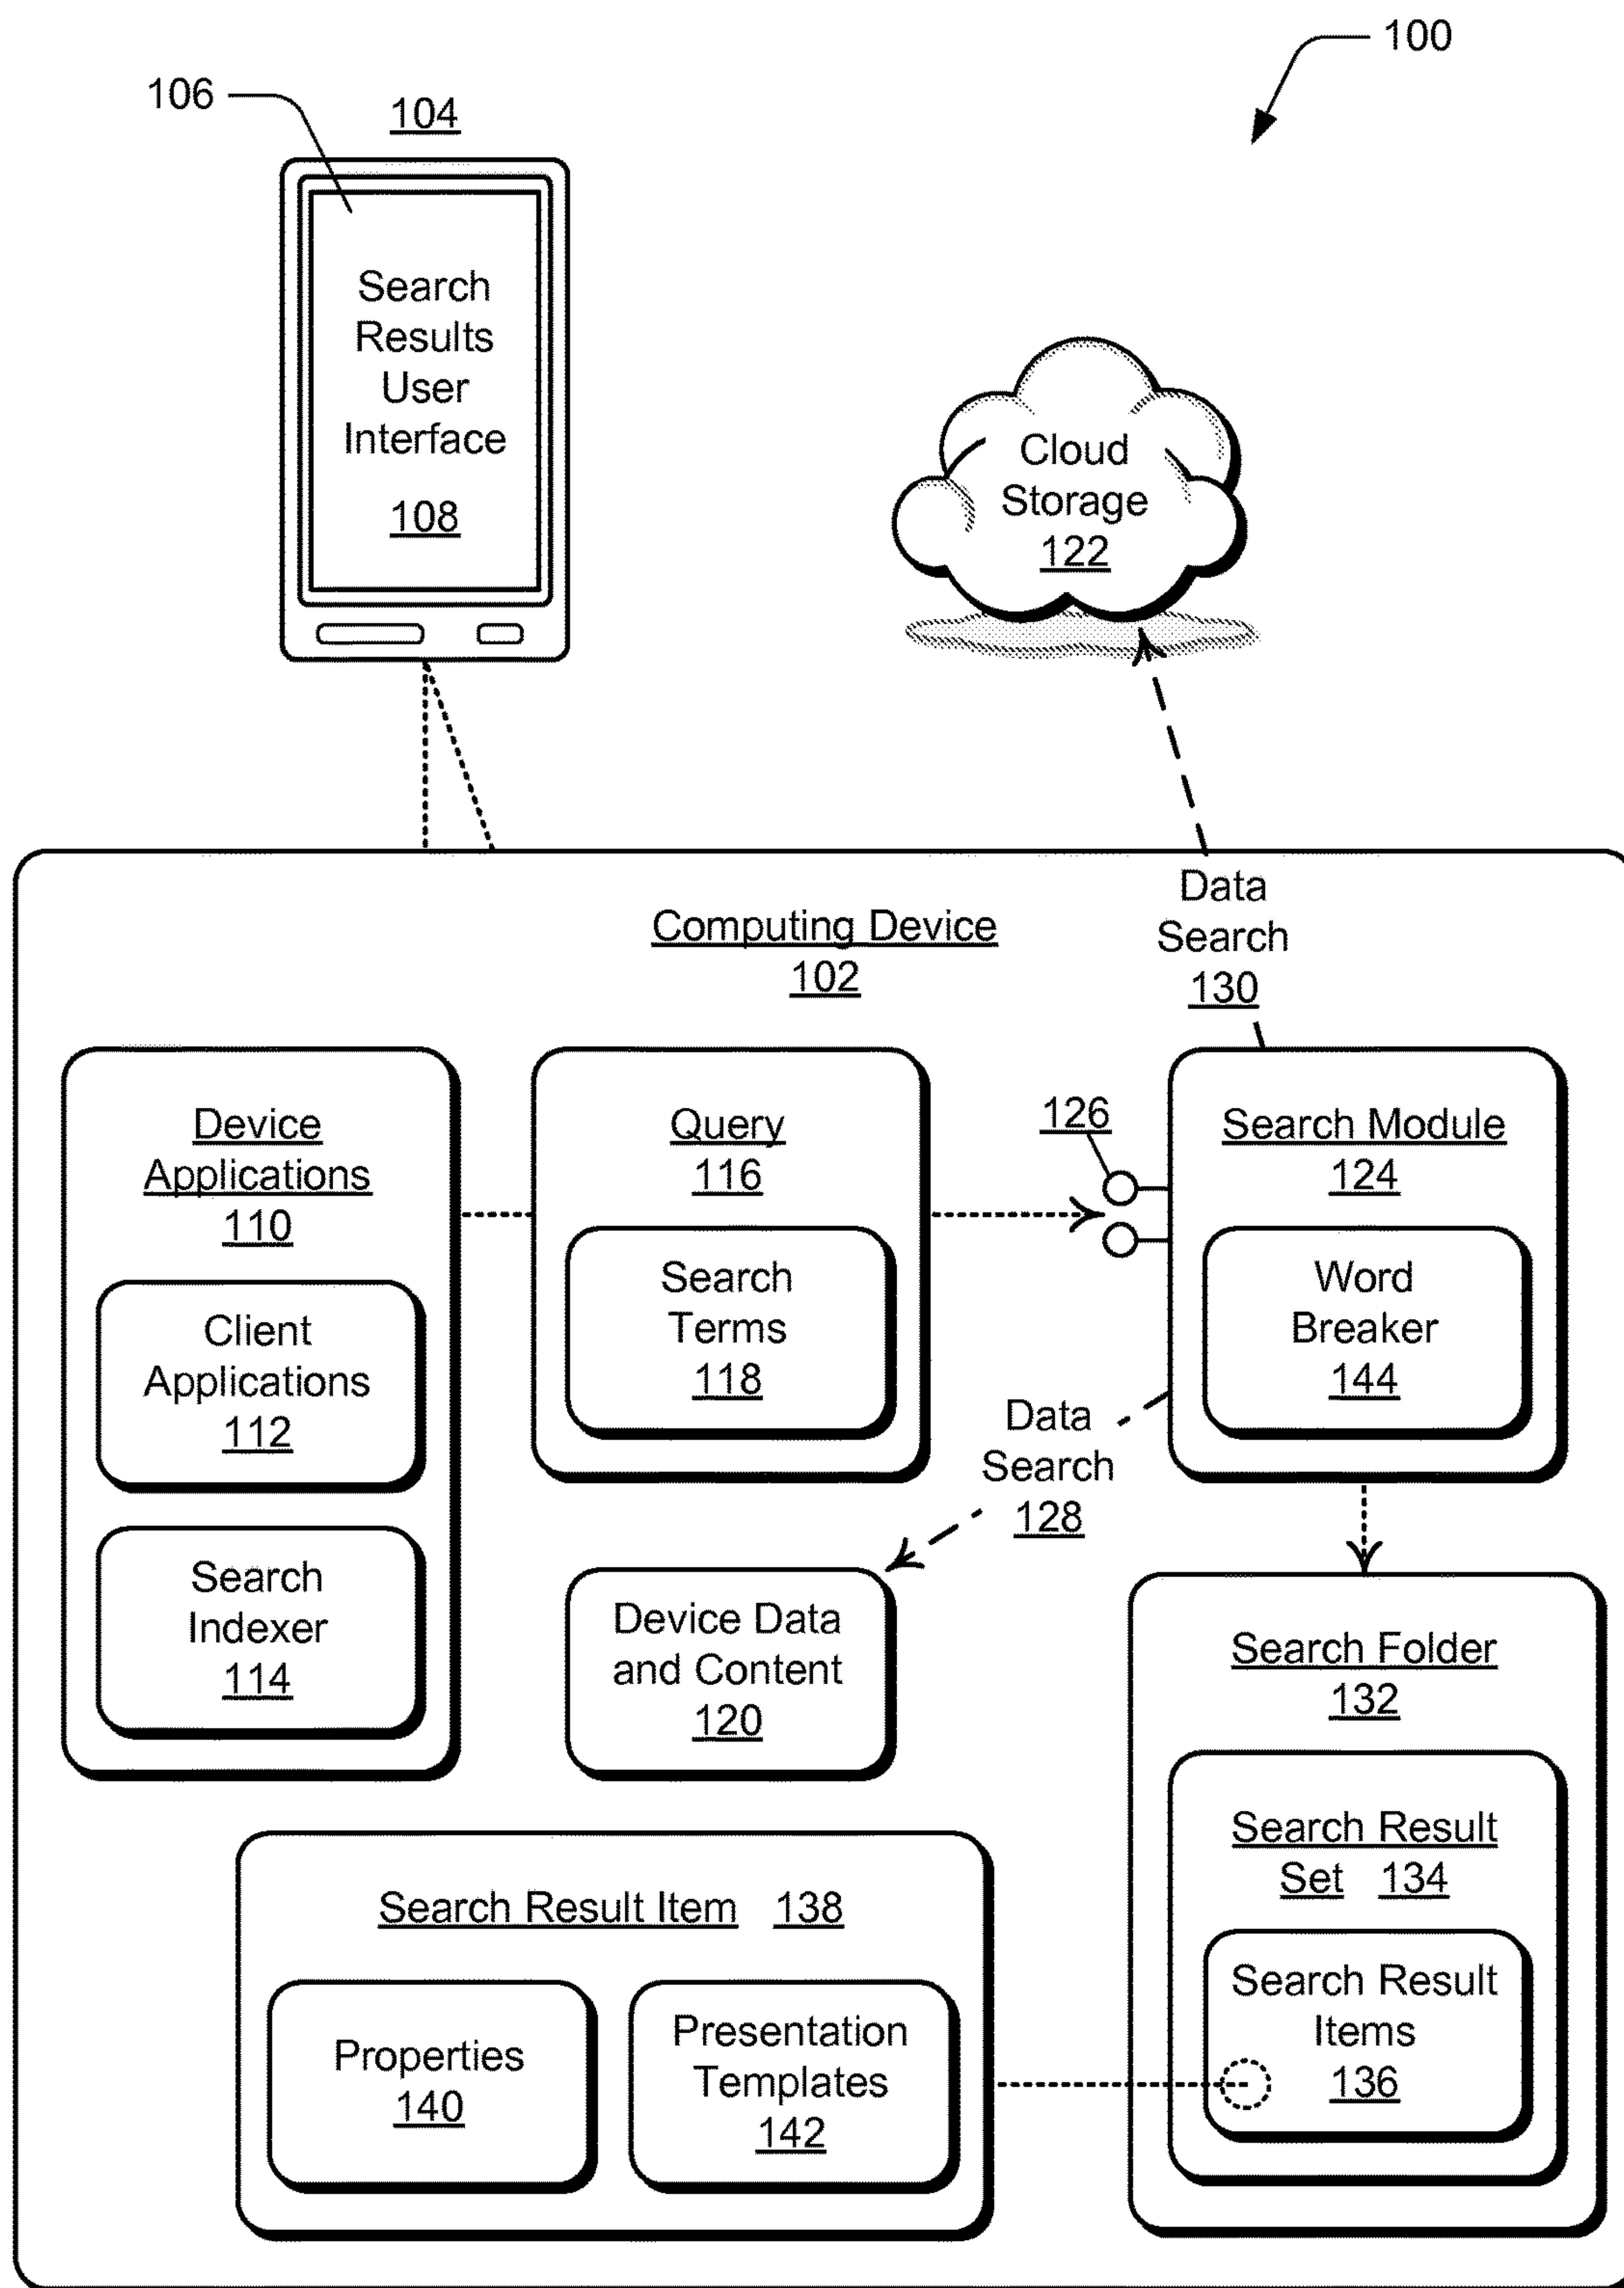 100
106
104
Search
Results
User
Interface
108
Cloud
Storage
122
Computing Device
102
Data
Search
130
Device
Applications
110
Client
Applications
112
Search
Indexer
114
Query
116
Search
Terms
118
126
Search Module
124
Word
Breaker
144
Data
Search
128
Device Data
and Content
120
Search Folder
132
Search Result
Set 134
Search Result
Items
136
Search Result Item 138
Properties
140
Presentation
Templates
142